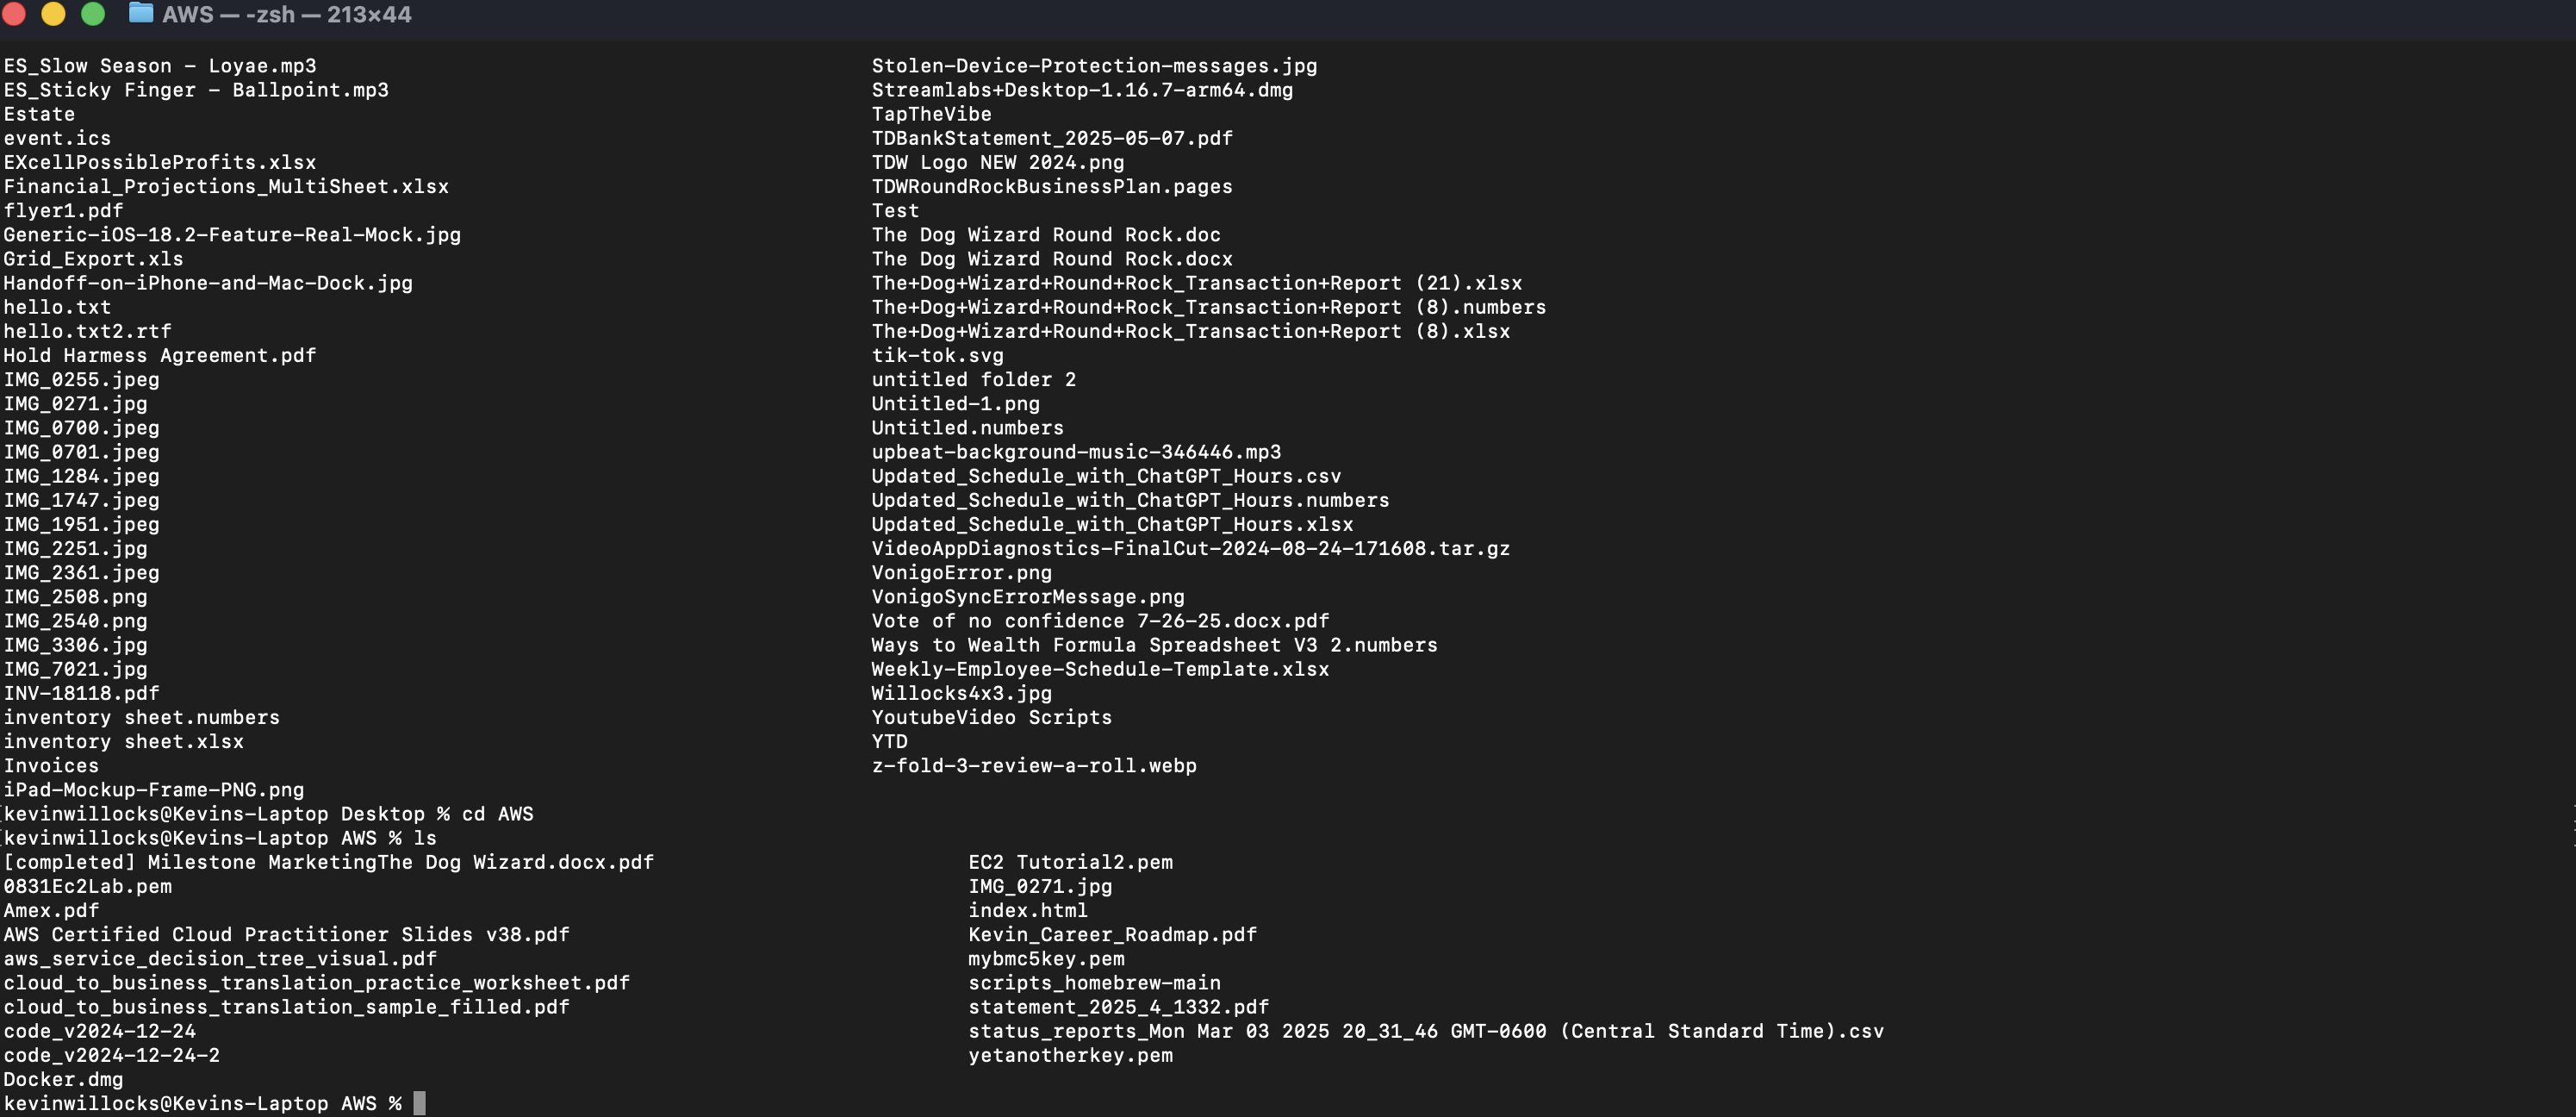 AWS — -zsh — 213×44
ES_Slow Season - Loyae.mp3 Stolen-Device-Protection-messages.jpg
ES_Sticky Finger - Ballpoint.mp3 Streamlabs+Desktop-1.16.7-arm64.dmg
Estate TapTheVibe
event.ics TDBankStatement_2025-05-07.pdf
EXcellPossibleProfits.xlsx TDW Logo NEW 2024.png
Financial_Projections_MultiSheet.xlsx TDWRoundRockBusinessPlan.pages
flyer1.pdf Test
Generic-iOS-18.2-Feature-Real-Mock.jpg The Dog Wizard Round Rock.doc
Grid_Export.xls The Dog Wizard Round Rock.docx
Handoff-on-iPhone-and-Mac-Dock.jpg The+Dog+Wizard+Round+Rock_Transaction+Report (21).xlsx
hello.txt The+Dog+Wizard+Round+Rock_Transaction+Report (8).numbers
hello.txt2.rtf The+Dog+Wizard+Round+Rock_Transaction+Report (8).xlsx
Hold Harmess Agreement.pdf tik-tok.svg
IMG_0255.jpeg untitled folder 2
IMG_0271.jpg Untitled-1.png
IMG_0700.jpeg Untitled.numbers
IMG_0701.jpeg upbeat-background-music-346446.mp3
IMG_1284.jpeg Updated_Schedule_with_ChatGPT_Hours.csv
IMG_1747.jpeg Updated_Schedule_with_ChatGPT_Hours.numbers
IMG_1951.jpeg Updated_Schedule_with_ChatGPT_Hours.xlsx
IMG_2251.jpg VideoAppDiagnostics-FinalCut-2024-08-24-171608.tar.gz
IMG_2361.jpeg VonigoError.png
IMG_2508.png VonigoSyncErrorMessage.png
IMG_2540.png Vote of no confidence 7-26-25.docx.pdf
IMG_3306.jpg Ways to Wealth Formula Spreadsheet V3 2.numbers
IMG_7021.jpg Weekly-Employee-Schedule-Template.xlsx
INV-18118.pdf Willocks4x3.jpg
inventory sheet.numbers YoutubeVideo Scripts
inventory sheet.xlsx YTD
Invoices z-fold-3-review-a-roll.webp
iPad-Mockup-Frame-PNG.png
kevinwillocks@Kevins-Laptop Desktop % cd AWS
kevinwillocks@Kevins-Laptop AWS % ls
[completed] Milestone MarketingThe Dog Wizard.docx.pdf EC2 Tutorial2.pem
0831Ec2Lab.pem IMG_0271.jpg
Amex.pdf index.html
AWS Certified Cloud Practitioner Slides v38.pdf Kevin_Career_Roadmap.pdf
aws_service_decision_tree_visual.pdf mybmc5key.pem
cloud_to_business_translation_practice_worksheet.pdf scripts_homebrew-main
cloud_to_business_translation_sample_filled.pdf statement_2025_4_1332.pdf
code_v2024-12-24 status_reports_Mon Mar 03 2025 20_31_46 GMT-0600 (Central Standard Time).csv
code_v2024-12-24-2 yetanotherkey.pem
Docker.dmg
kevinwillocks@Kevins-Laptop AWS %